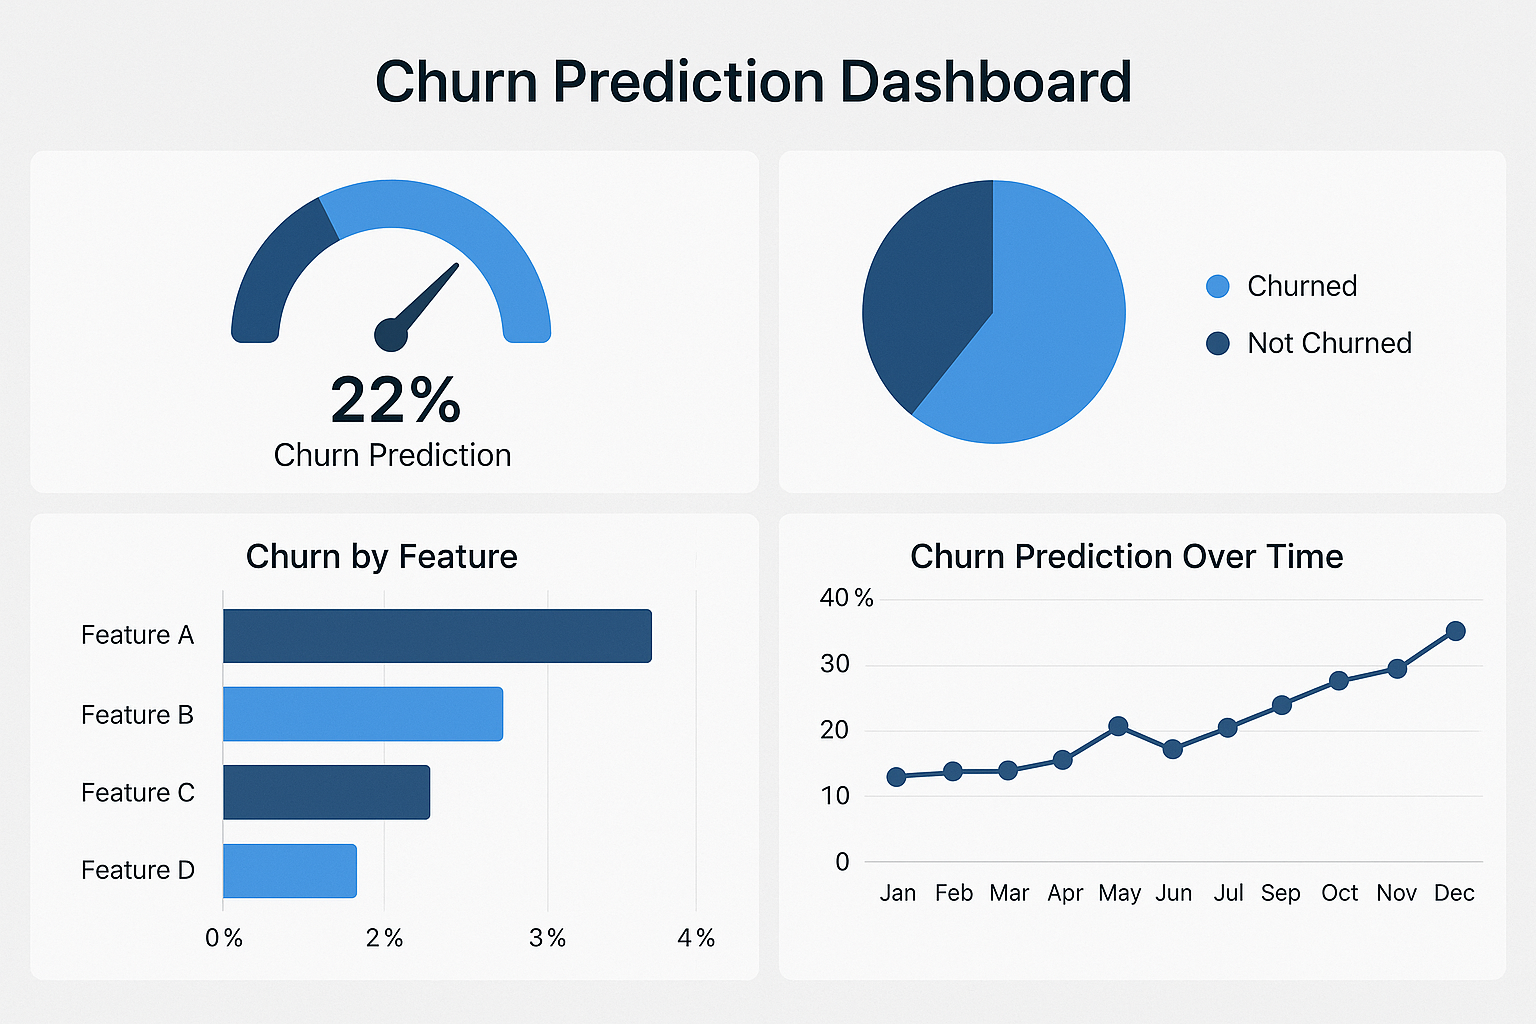 Churn Prediction Dashboard
22%
Churn Prediction
Churned
Not Churned
Churn by Feature
Feature A
Feature B
Feature C
Feature D
0% 2% 3% 4%
Churn Prediction Over Time
40%
30
20
10
0
Jan Feb Mar Apr May Jun Jul Sep Oct Nov Dec